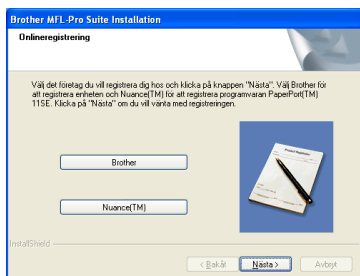 Brother MFL-Pro Suite Installation
Onlineregistrering
Välj det företag du vill registrera dig hos och klicka på knappen "Nästa". Välj Brother för
att registrera enheten och Nuance(TM) för att registrera programvaran PaperPort(TM)
11SE. Klicka på "Nästa" om du vill vänta med registreringen.
Brother
Nuance(TM)
InstallShield
< Bakåt
Nästa >
Avbryt